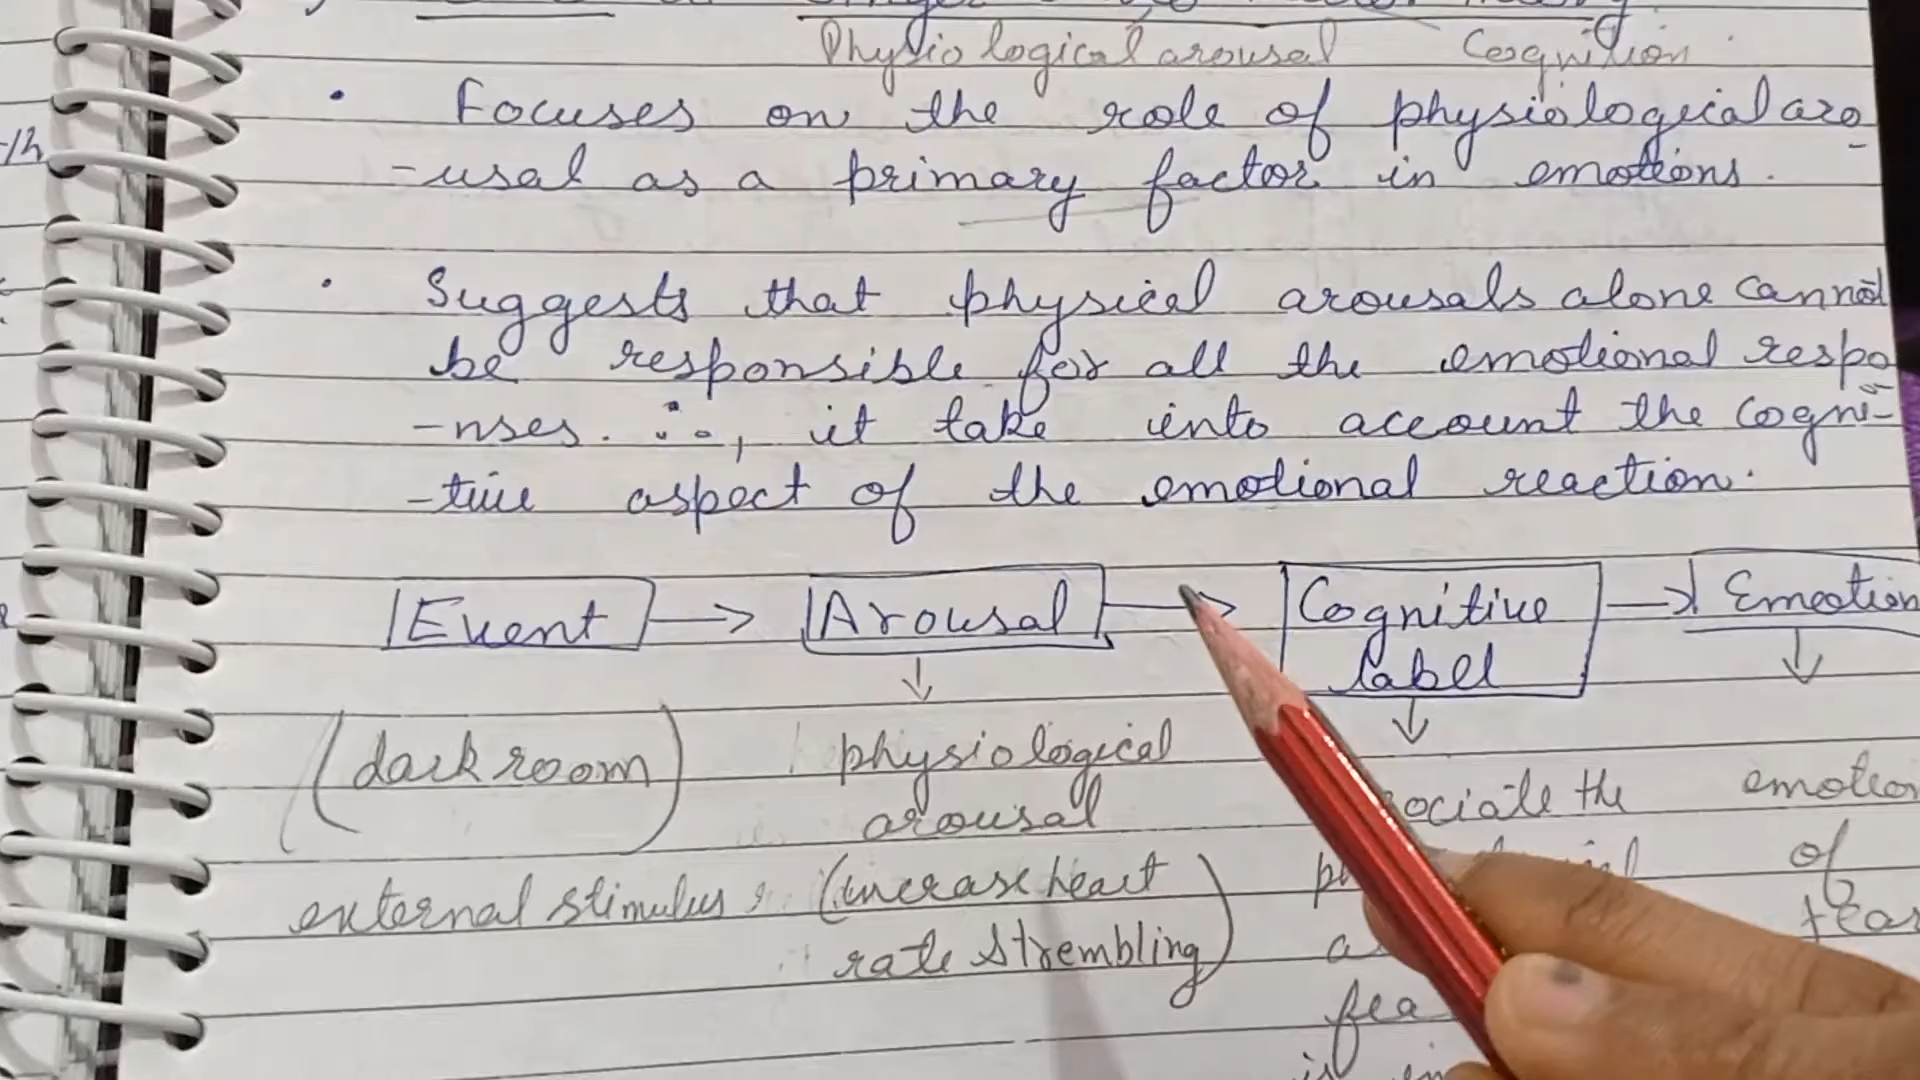 Physiological arousal Cognition
• Focuses on the role of physiological aro
-usal as a primary factor in emotions.
• Suggests that physical arousals alone cannot
be responsible for all the emotional respo
-nses. ∴, it take into account the cogni-
-tive aspect of the emotional reaction.
Event → Arousal → Cognitive label → Emotion
(dark room) physiological arousal
external stimulus (increase heart
rate & trembling)
the
emotion
of
fear